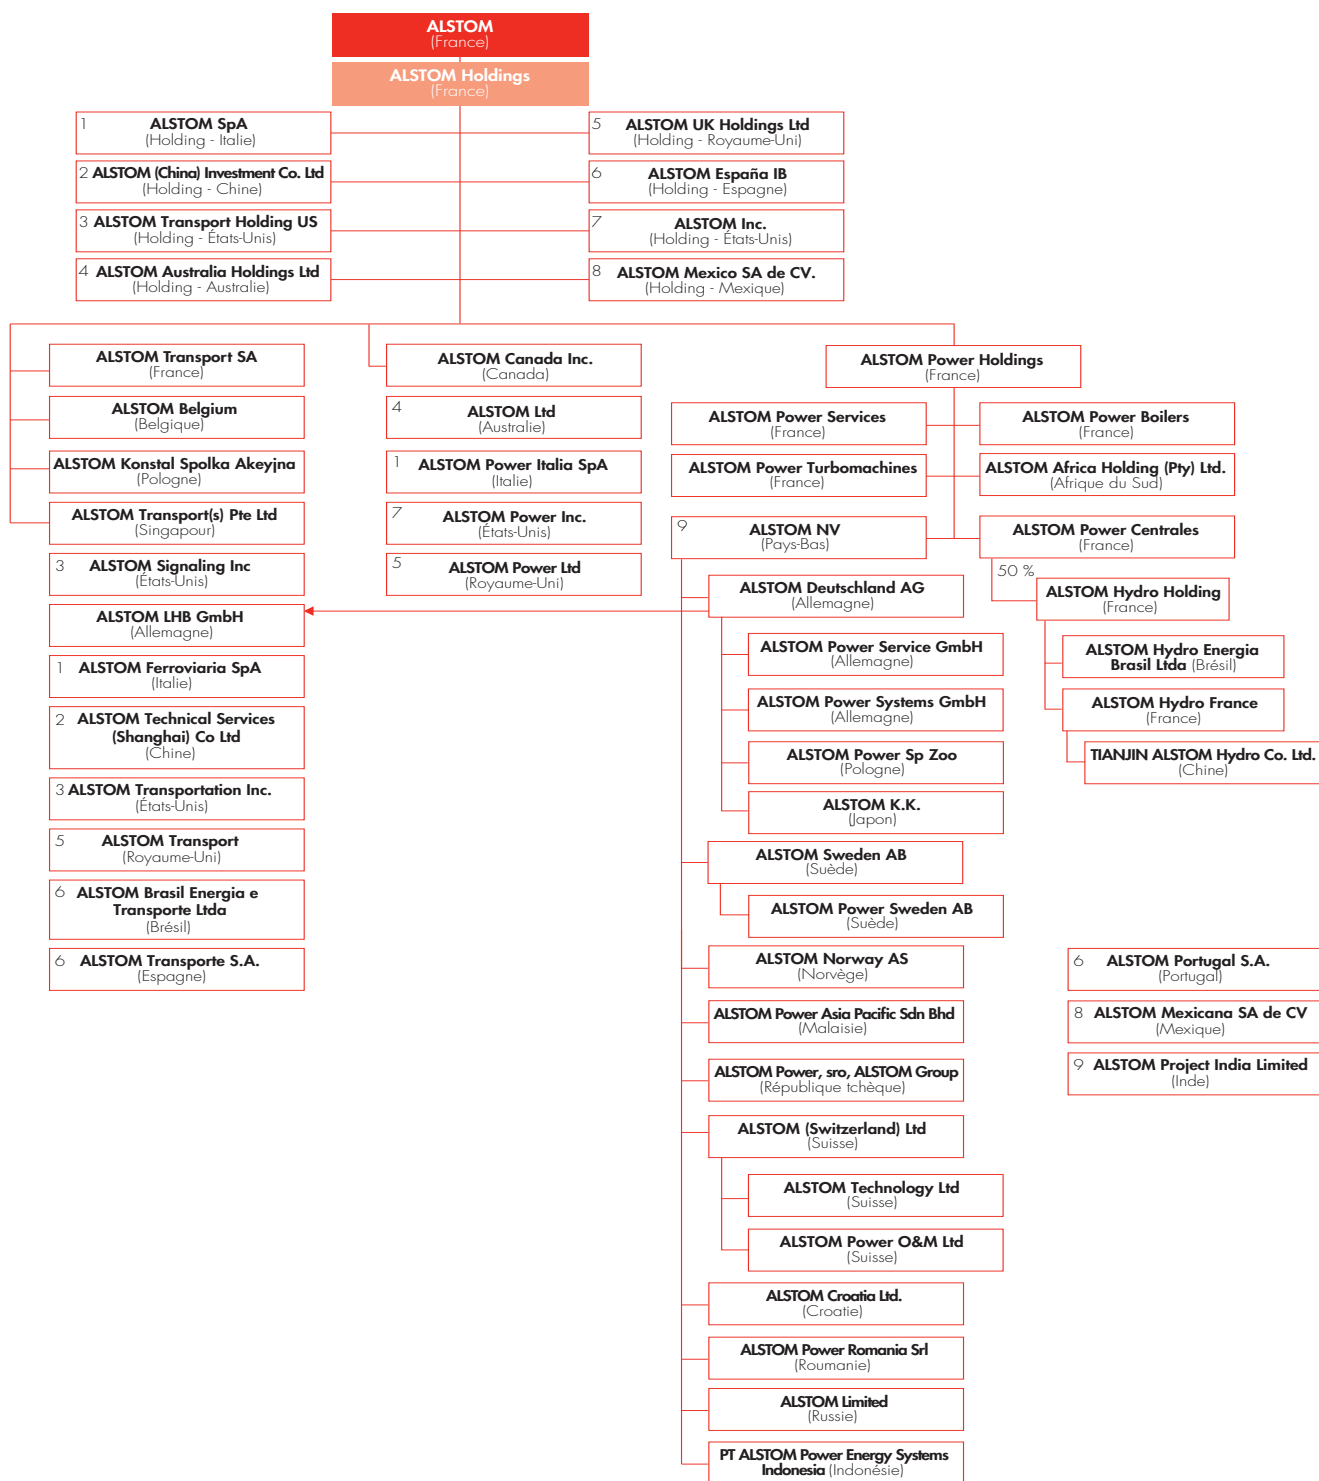 ALSTOM
(France)
ALSTOM Holdings
(France)
1 ALSTOM SpA
(Holding - Italie)
5 ALSTOM UK Holdings Ltd
(Holding - Royaume-Uni)
2 ALSTOM (China) Investment Co. Ltd
(Holding - Chine)
6 ALSTOM España IB
(Holding - Espagne)
3 ALSTOM Transport Holding US
(Holding - États-Unis)
7 ALSTOM Inc.
(Holding - États-Unis)
4 ALSTOM Australia Holdings Ltd
(Holding - Australie)
8 ALSTOM Mexico SA de CV.
(Holding - Mexique)
ALSTOM Transport SA
(France)
ALSTOM Belgium
(Belgique)
ALSTOM Konstal Spolka Akeyjna
(Pologne)
ALSTOM Transport(s) Pte Ltd
(Singapour)
3 ALSTOM Signaling Inc
(États-Unis)
ALSTOM LHB GmbH
(Allemagne)
1 ALSTOM Ferroviaria SpA
(Italie)
2 ALSTOM Technical Services
(Shanghai) Co Ltd
(Chine)
3 ALSTOM Transportation Inc.
(États-Unis)
5 ALSTOM Transport
(Royaume-Uni)
6 ALSTOM Brasil Energia e
Transporte Ltda
(Brésil)
6 ALSTOM Transporte S.A.
(Espagne)
ALSTOM Canada Inc.
(Canada)
4 ALSTOM Ltd
(Australie)
1 ALSTOM Power Italia SpA
(Italie)
7 ALSTOM Power Inc.
(États-Unis)
5 ALSTOM Power Ltd
(Royaume-Uni)
ALSTOM Power Holdings
(France)
ALSTOM Power Services
(France)
ALSTOM Power Boilers
(France)
ALSTOM Power Turbomachines
(France)
ALSTOM Africa Holding (Pty) Ltd.
(Afrique du Sud)
9 ALSTOM NV
(Pays-Bas)
ALSTOM Power Centrales
(France)
ALSTOM Deutschland AG
(Allemagne)
ALSTOM Power Service GmbH
(Allemagne)
ALSTOM Power Systems GmbH
(Allemagne)
ALSTOM Power Sp Zoo
(Pologne)
ALSTOM K.K.
(Japon)
ALSTOM Sweden AB
(Suède)
ALSTOM Power Sweden AB
(Suède)
ALSTOM Norway AS
(Norvège)
ALSTOM Power Asia Pacific Sdn Bhd
(Malaisie)
ALSTOM Power, sro, ALSTOM Group
(République tchèque)
ALSTOM (Switzerland) Ltd
(Suisse)
ALSTOM Technology Ltd
(Suisse)
ALSTOM Power O&M Ltd
(Suisse)
ALSTOM Croatia Ltd.
(Croatie)
ALSTOM Power Romania Srl
(Roumanie)
ALSTOM Limited
(Russie)
PT ALSTOM Power Energy Systems
Indonesia (Indonésie)
50 %
ALSTOM Hydro Holding
(France)
ALSTOM Hydro Energia
Brasil Ltda (Brésil)
ALSTOM Hydro France
(France)
TIANJIN ALSTOM Hydro Co. Ltd.
(Chine)
6 ALSTOM Portugal S.A.
(Portugal)
8 ALSTOM Mexicana SA de CV
(Mexique)
9 ALSTOM Project India Limited
(Inde)